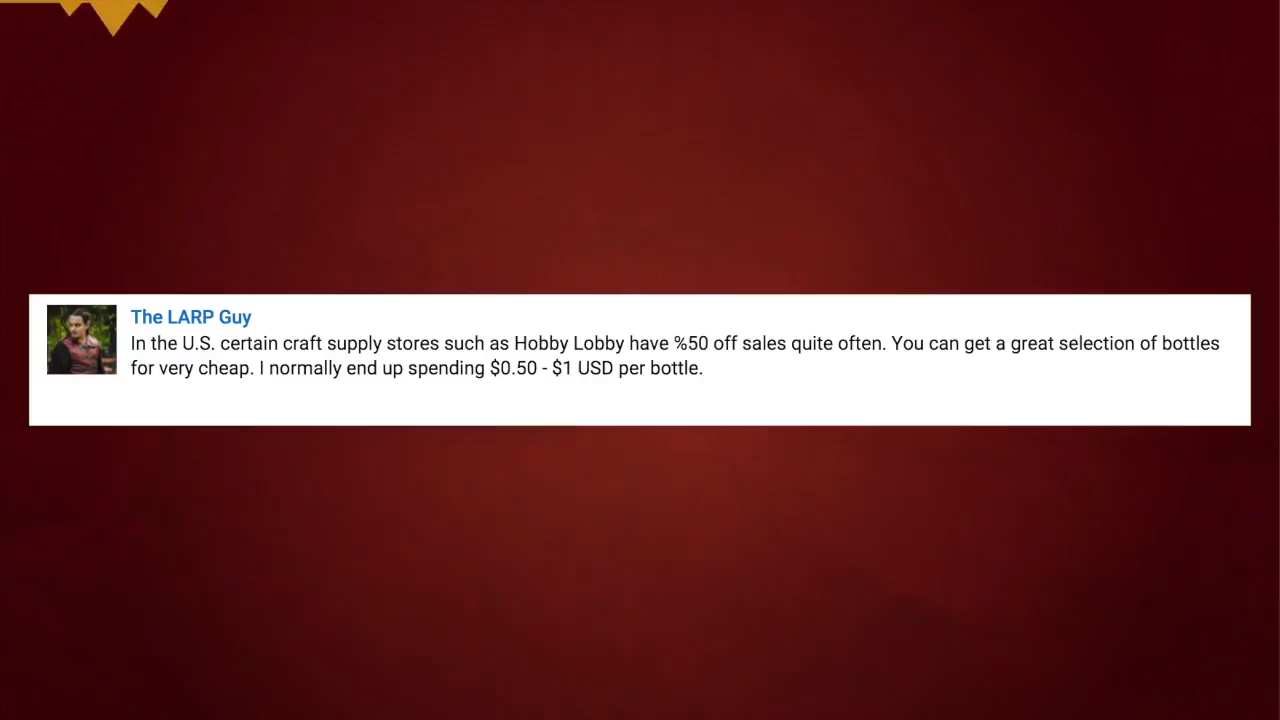 The LARP Guy
In the U.S. certain craft supply stores such as Hobby Lobby have %50 off sales quite often. You can get a great selection of bottles
for very cheap. I normally end up spending $0.50 - $1 USD per bottle.